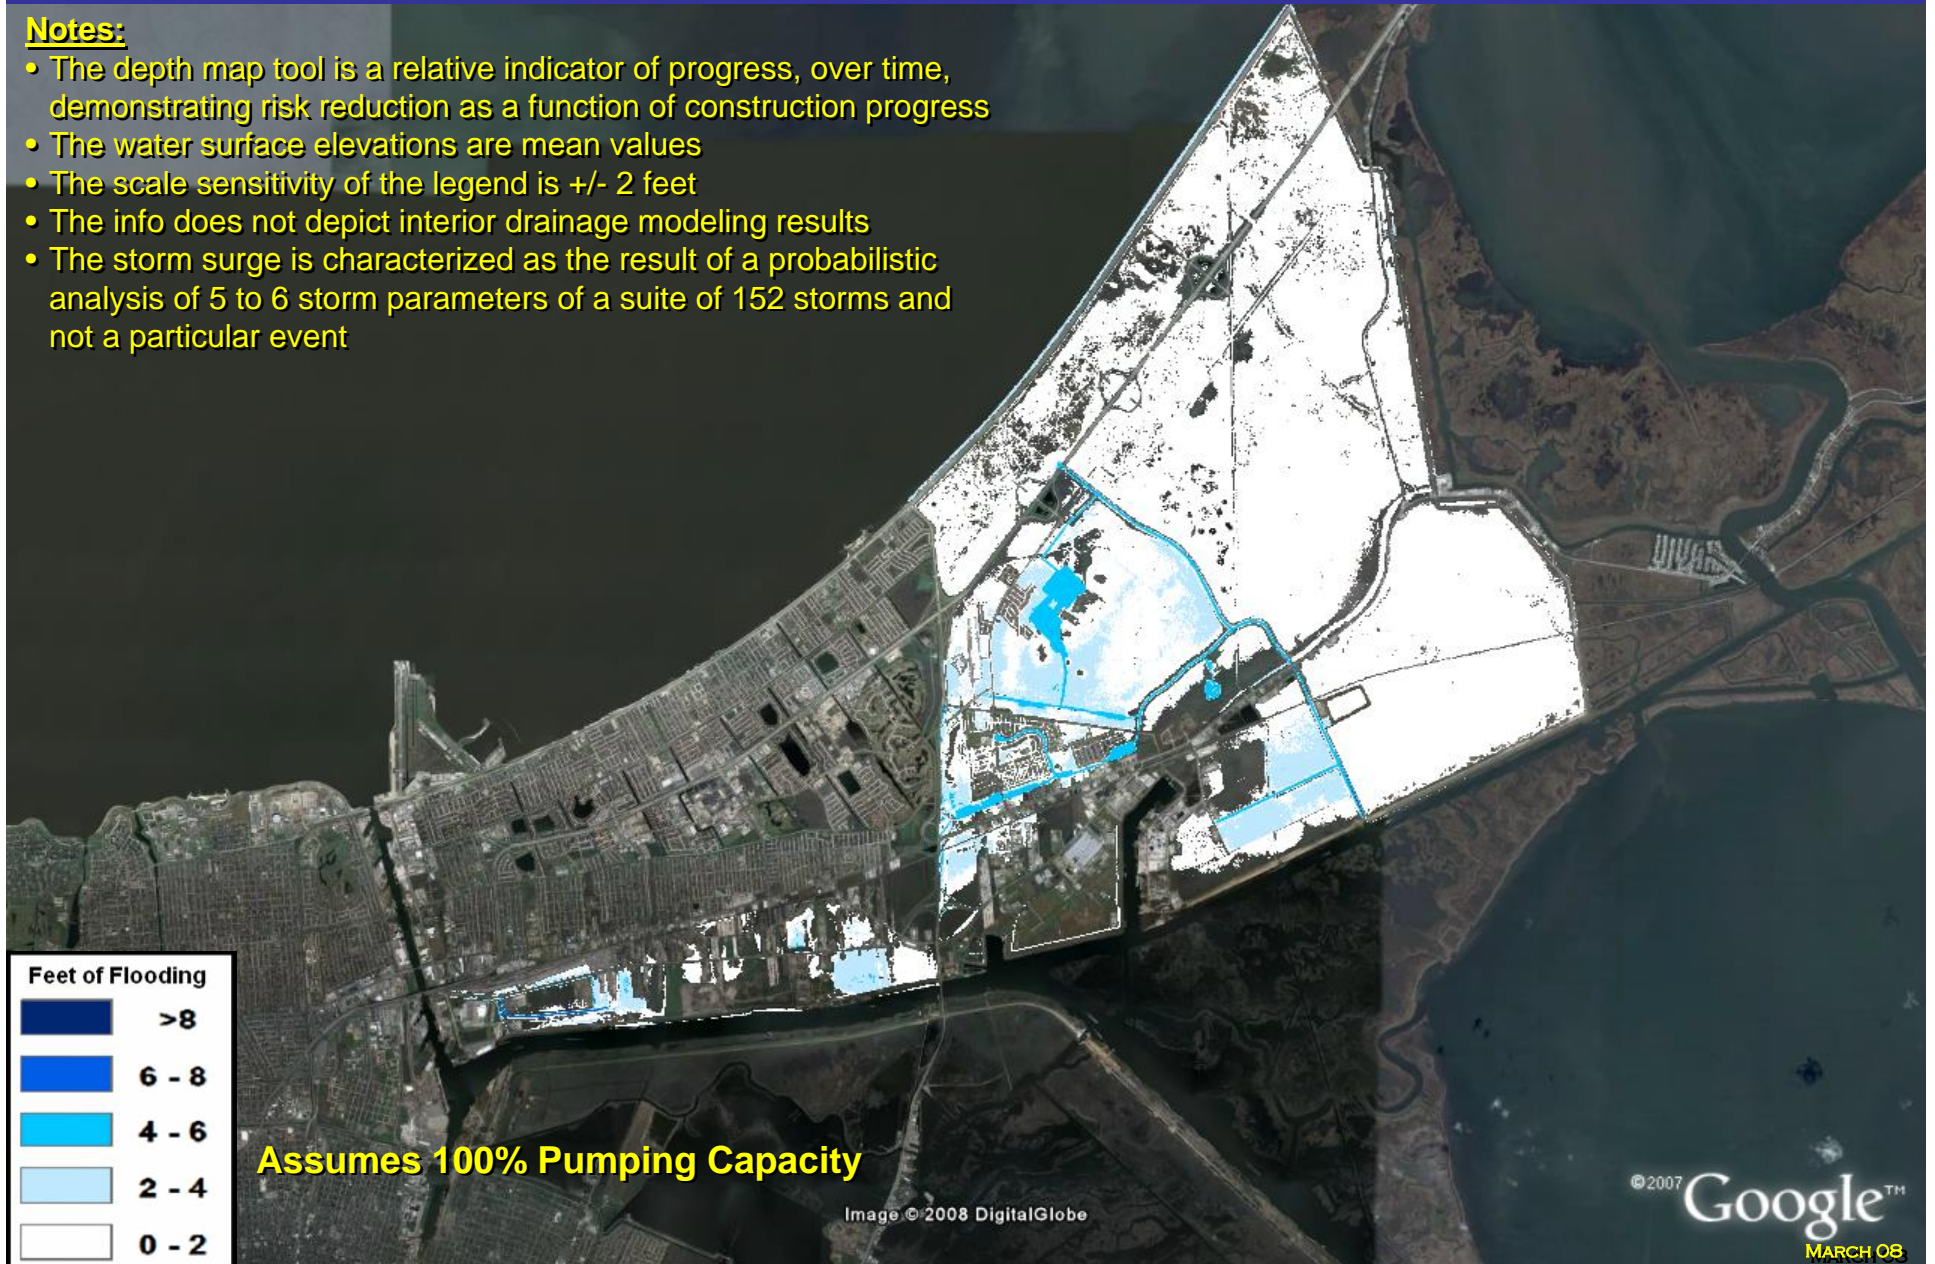 Notes:
• The depth map tool is a relative indicator of progress, over time,
demonstrating risk reduction as a function of construction progress
• The water surface elevations are mean values
• The scale sensitivity of the legend is +/- 2 feet
• The info does not depict interior drainage modeling results
• The storm surge is characterized as the result of a probabilistic
analysis of 5 to 6 storm parameters of a suite of 152 storms and
not a particular event
Feet of Flooding
>8
6 - 8
4 - 6
2 - 4
0 - 2
Assumes 100% Pumping Capacity
Image © 2008 DigitalGlobe
©2007 Google™
MARCH 08